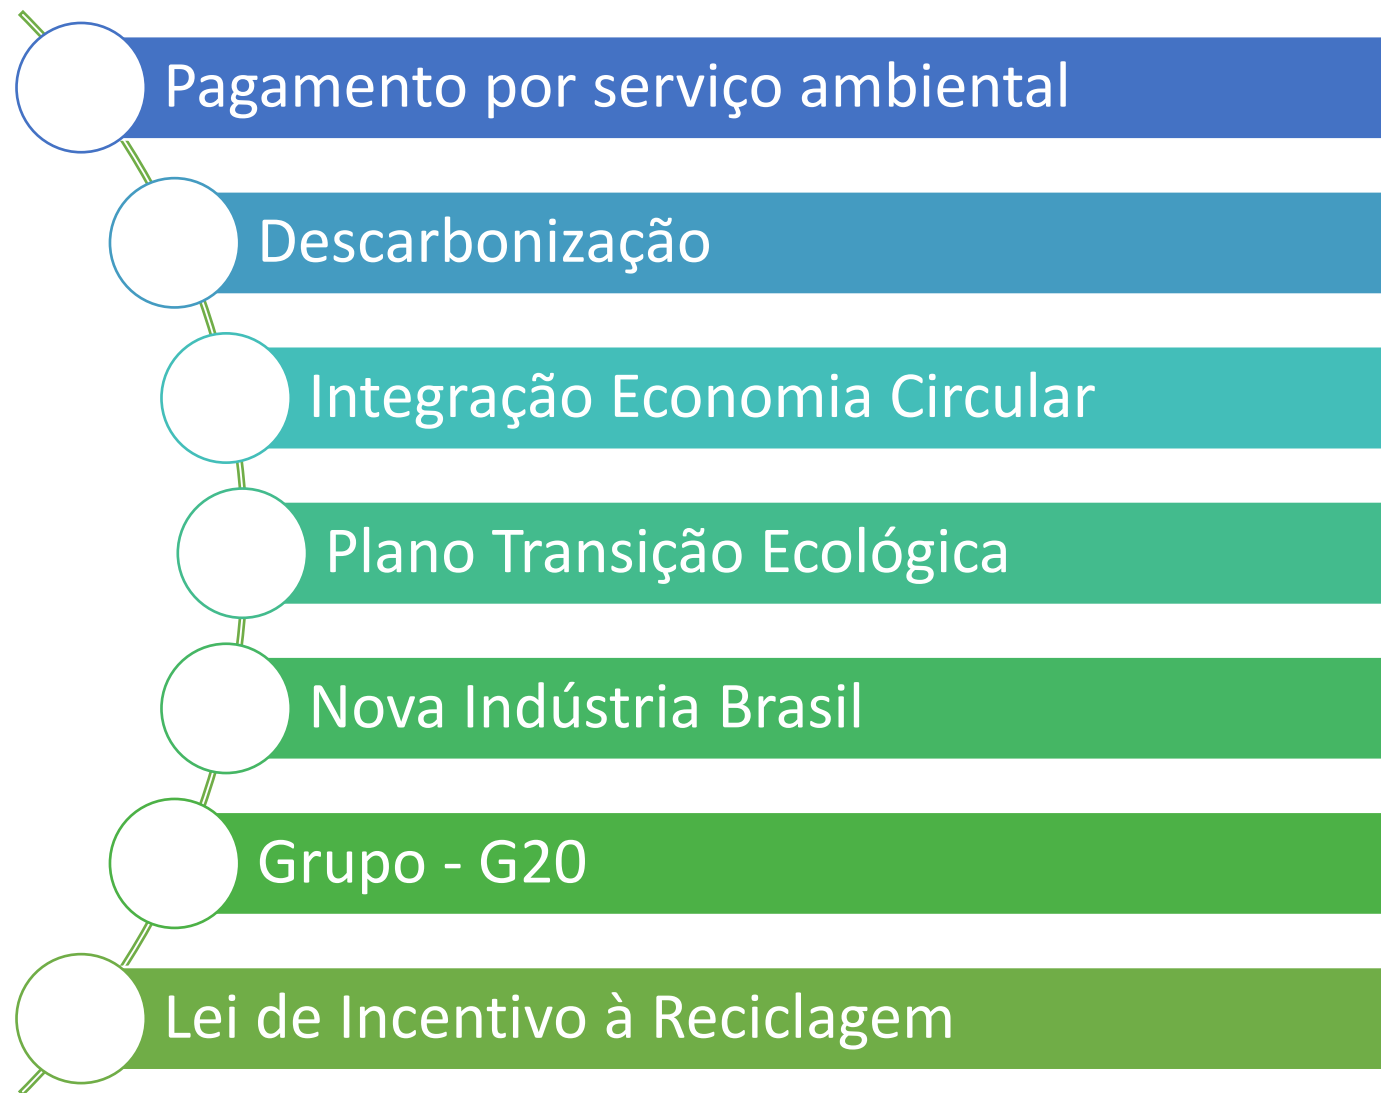 Pagamento por serviço ambiental
Descarbonização
Integração Economia Circular
Plano Transição Ecológica
Nova Indústria Brasil
Grupo - G20
Lei de Incentivo à Reciclagem